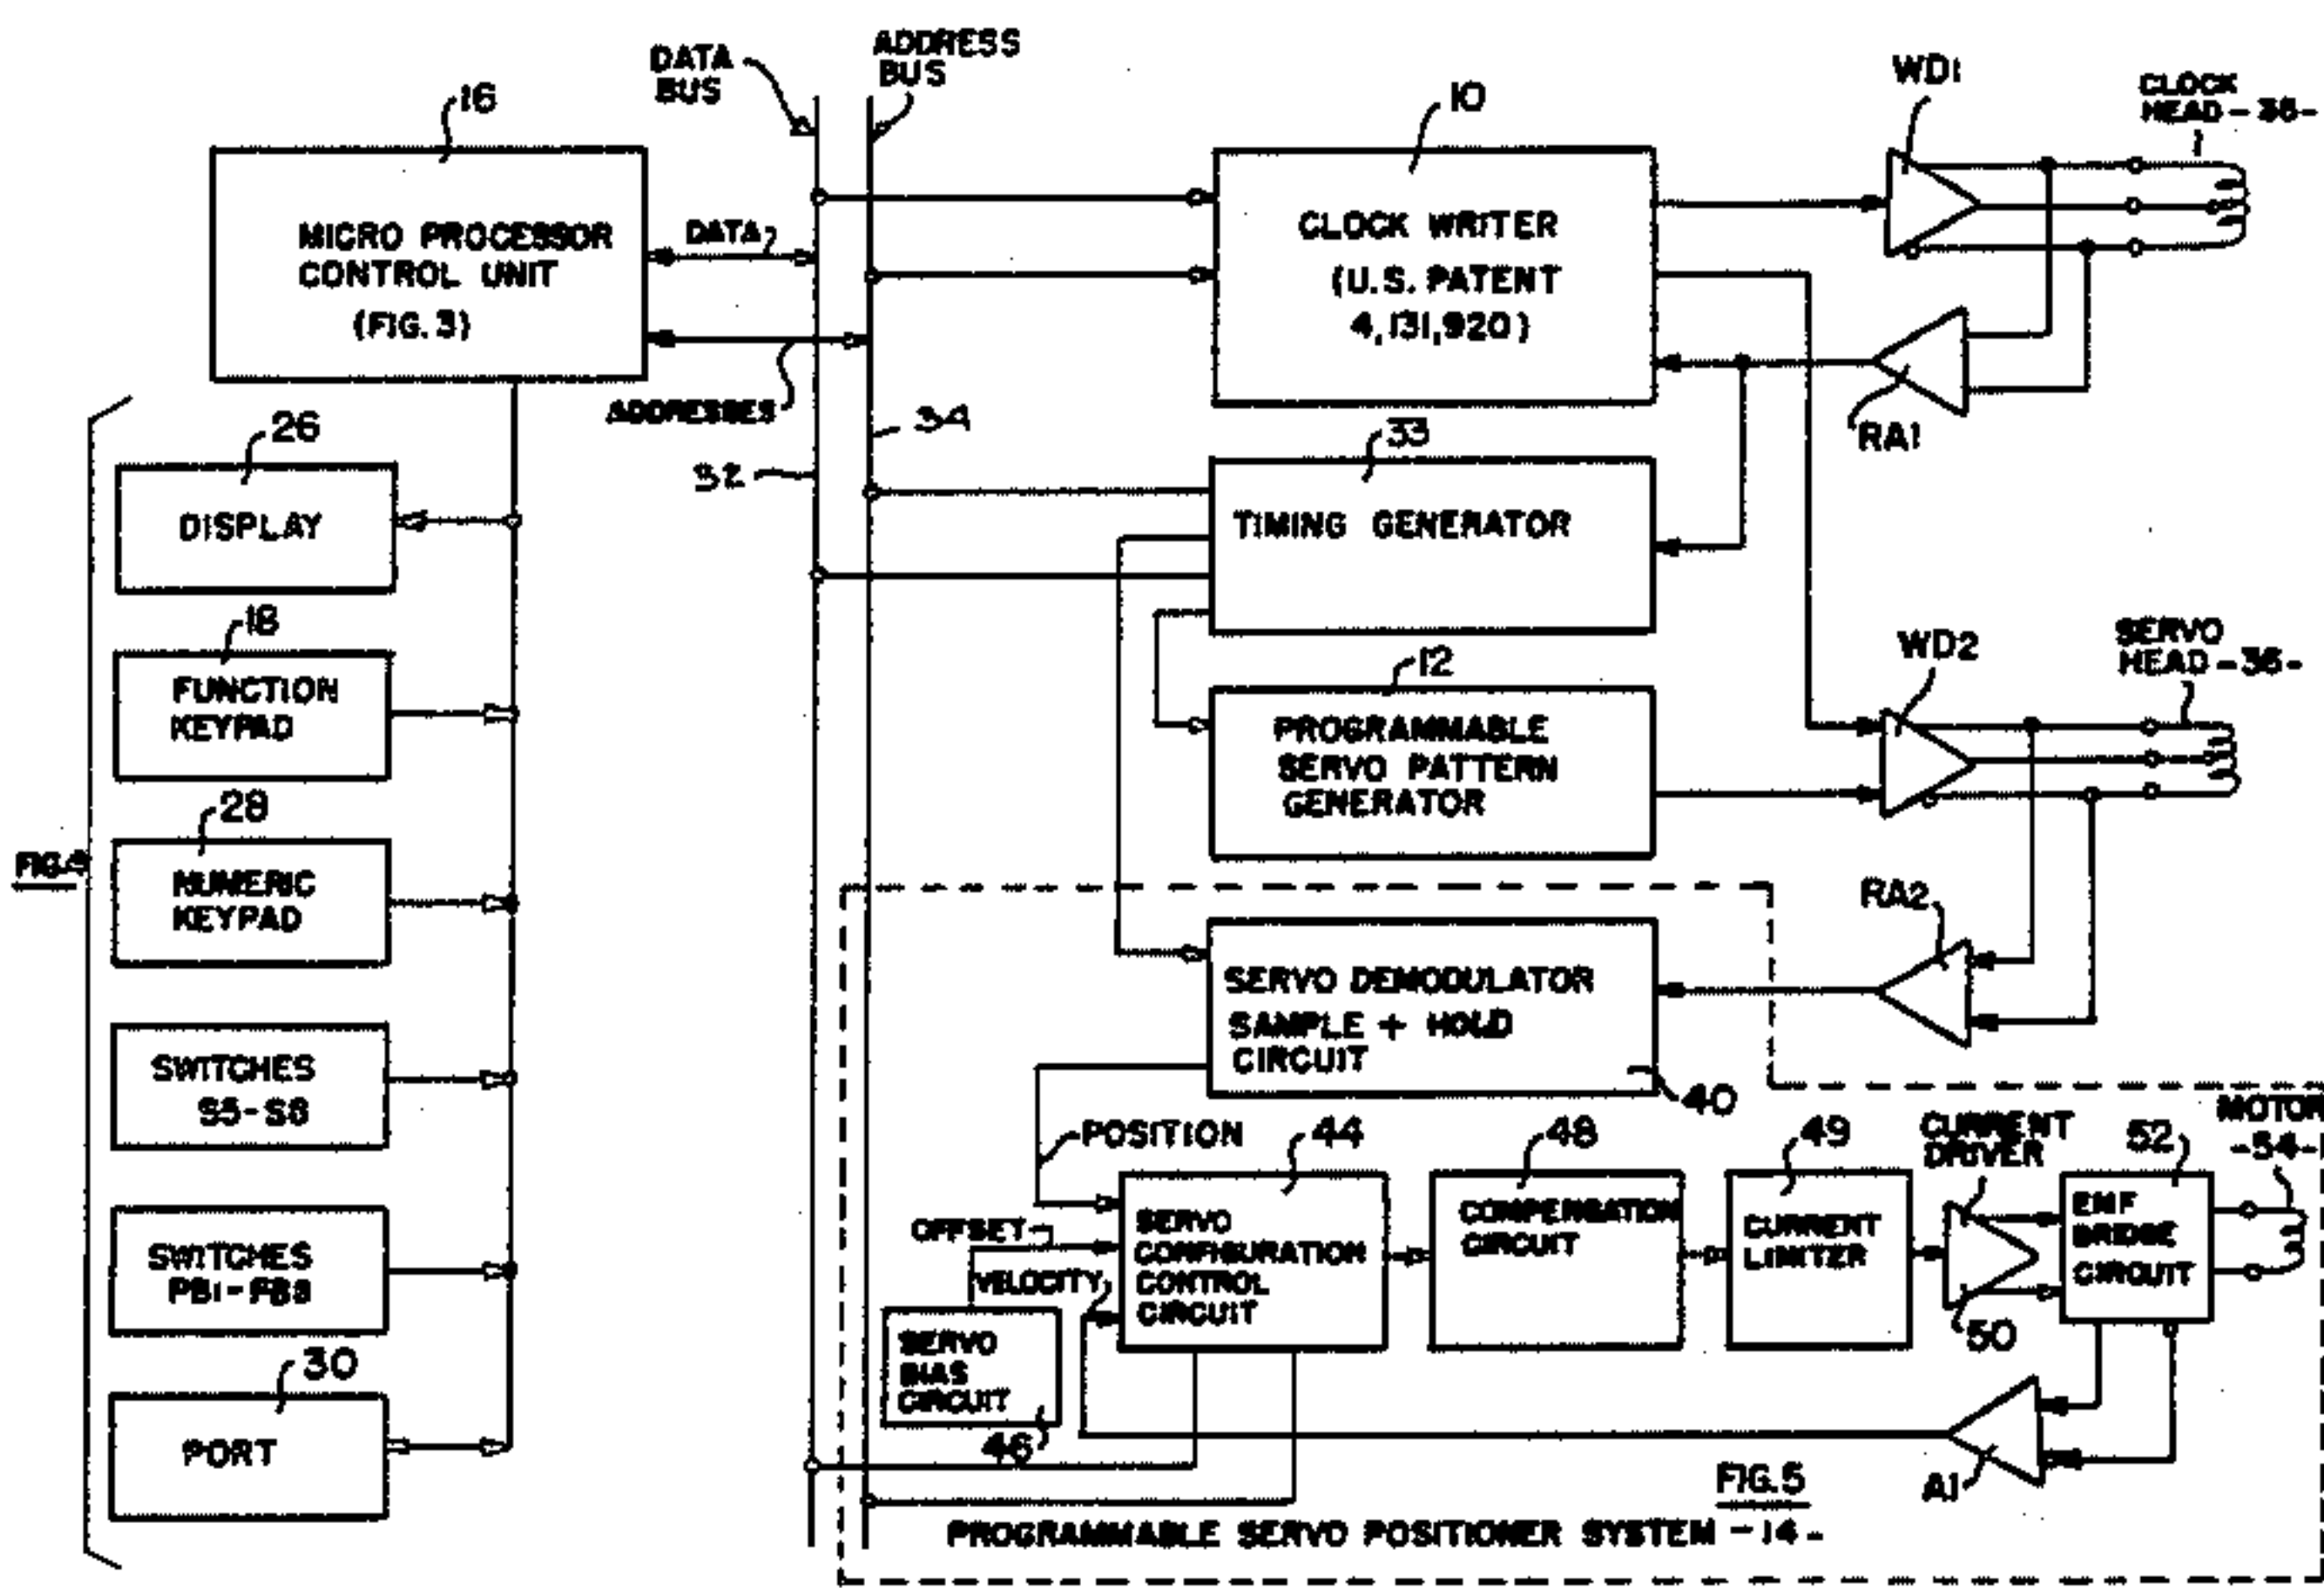 DATA
BUS
ADDRESS
BUS
16
MICRO PROCESSOR
CONTROL UNIT
(FIG. 3)
DATA
ADDRESSES
34
32
10
CLOCK WRITER
(U.S. PATENT
4,131,920)
WD1
CLOCK
HEAD
RA1
26
DISPLAY
18
FUNCTION
KEYPAD
28
NUMERIC
KEYPAD
SWITCHES
SWITCHES
30
PORT
33
TIMING GENERATOR
12
PROGRAMMABLE
SERVO PATTERN
GENERATOR
WD2
SERVO
HEAD
RA2
SERVO DEMODULATOR
SAMPLE + HOLD
CIRCUIT
40
POSITION
OFFSET
VELOCITY
44
SERVO
CONFIGURATION
CONTROL
CIRCUIT
SERVO
BIAS
CIRCUIT
46
48
COMPENSATION
CIRCUIT
49
CURRENT
LIMITER
CURRENT
DRIVER
50
52
EMF
BRIDGE
CIRCUIT
MOTOR
-54-
A1
FIG. 5
PROGRAMMABLE SERVO POSITIONER SYSTEM -14-